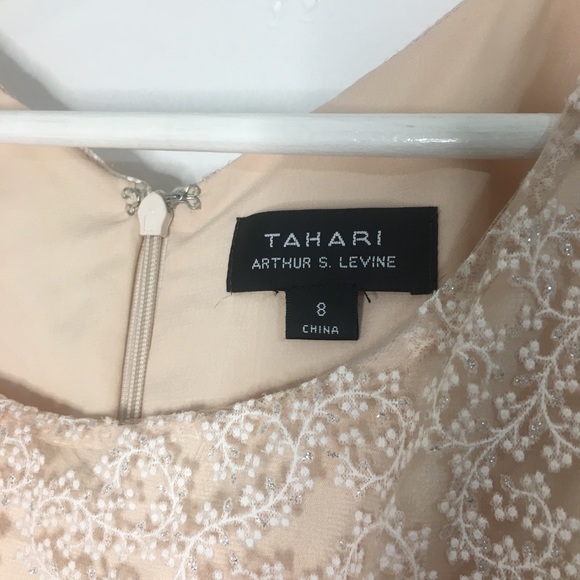 TAHARI
ARTHUR S. LEVINE
8
CHINA